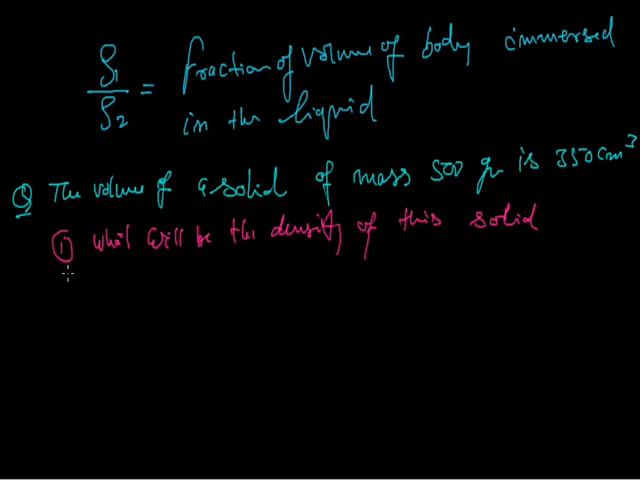 ρ1/ρ2 = fraction of volume of body immersed
in the liquid
Q The volume of a solid of mass 500 gm is 350 cm³
① what will be the density of this solid